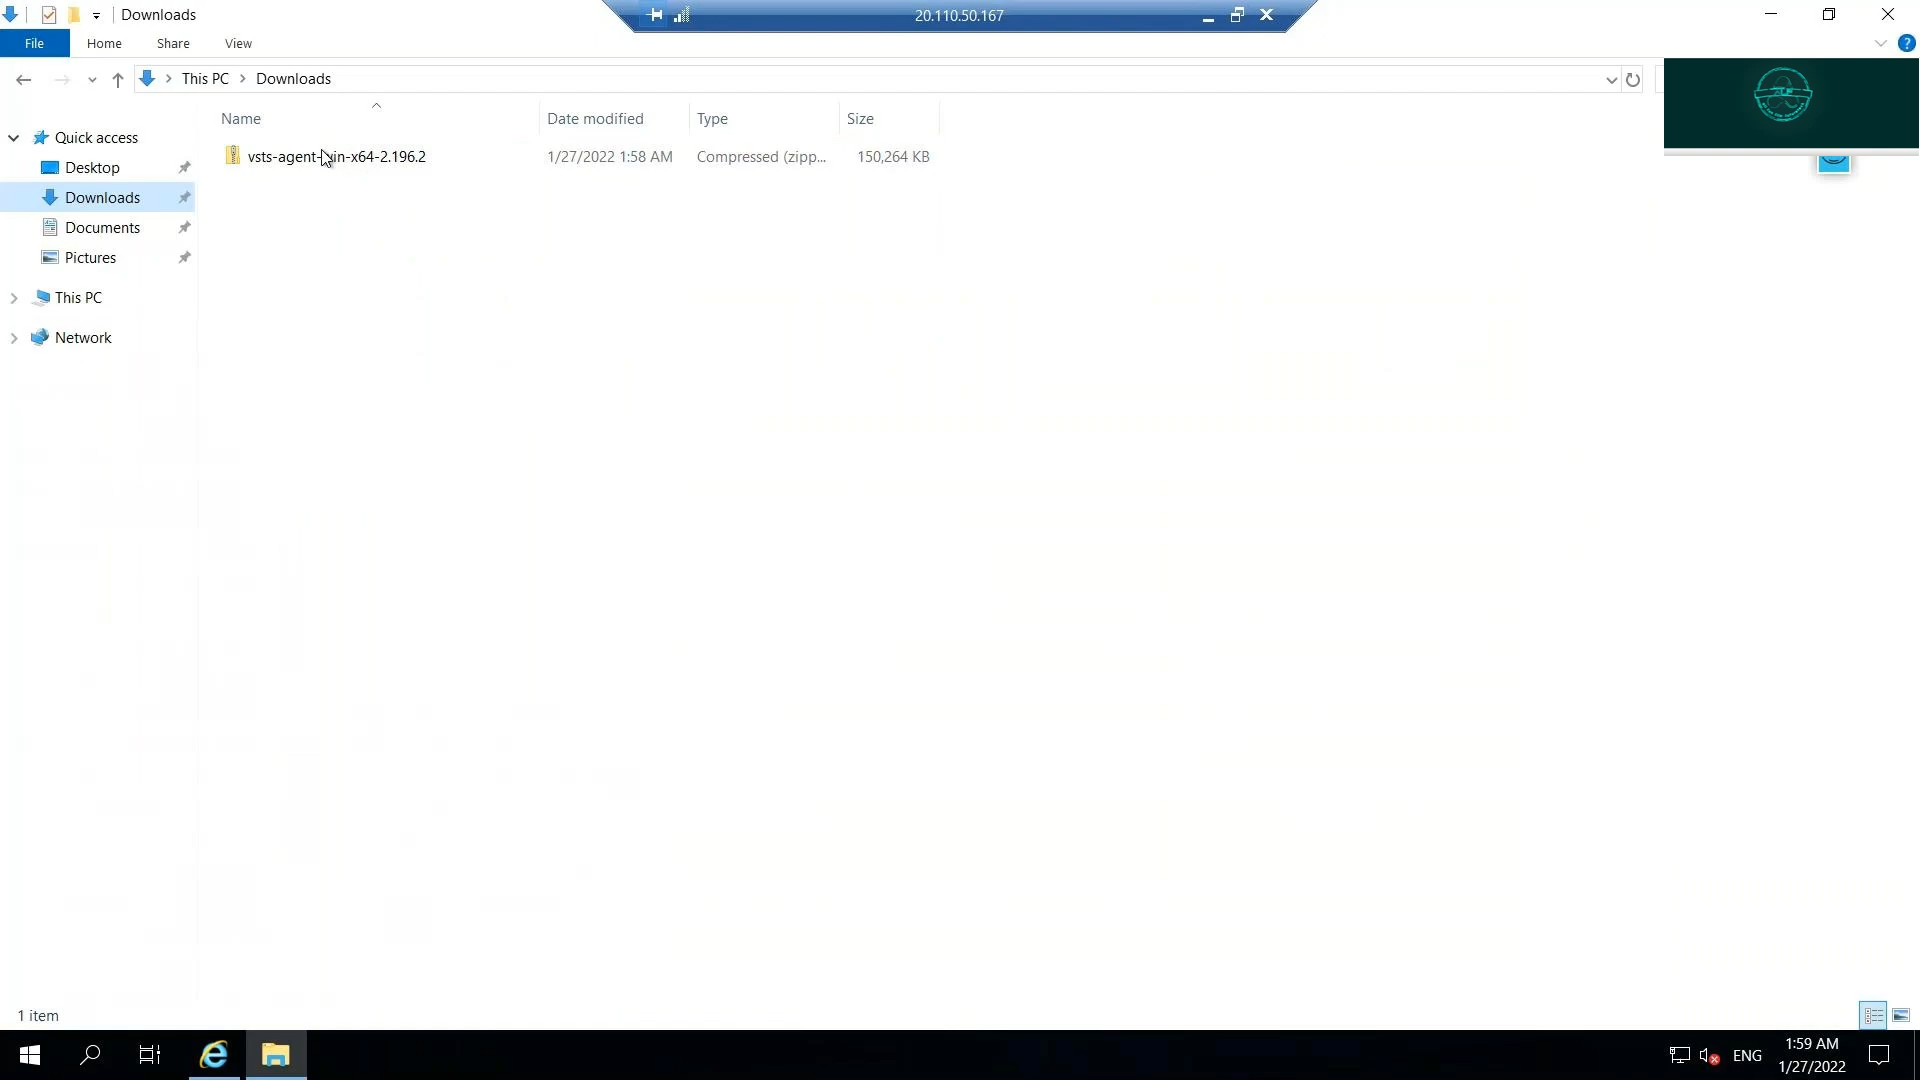 Downloads
20.110.50.167
File Home Share View
This PC > Downloads
Name Date modified Type Size
Quick access
vsts-agent-win-x64-2.196.2 1/27/2022 1:58 AM Compressed (zipp... 150,264 KB
Desktop
Downloads
Documents
Pictures
This PC
Network
1 item
ENG
1:59 AM
1/27/2022